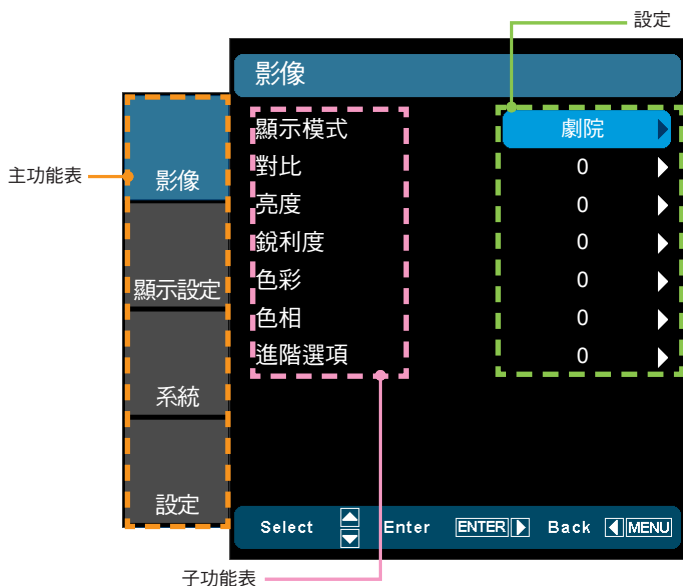 設定
影像
主功能表
影像
顯示設定
系統
設定
顯示模式 劇院
對比 0
亮度 0
銳利度 0
色彩 0
色相 0
進階選項 0
Select Enter ENTER Back MENU
子功能表